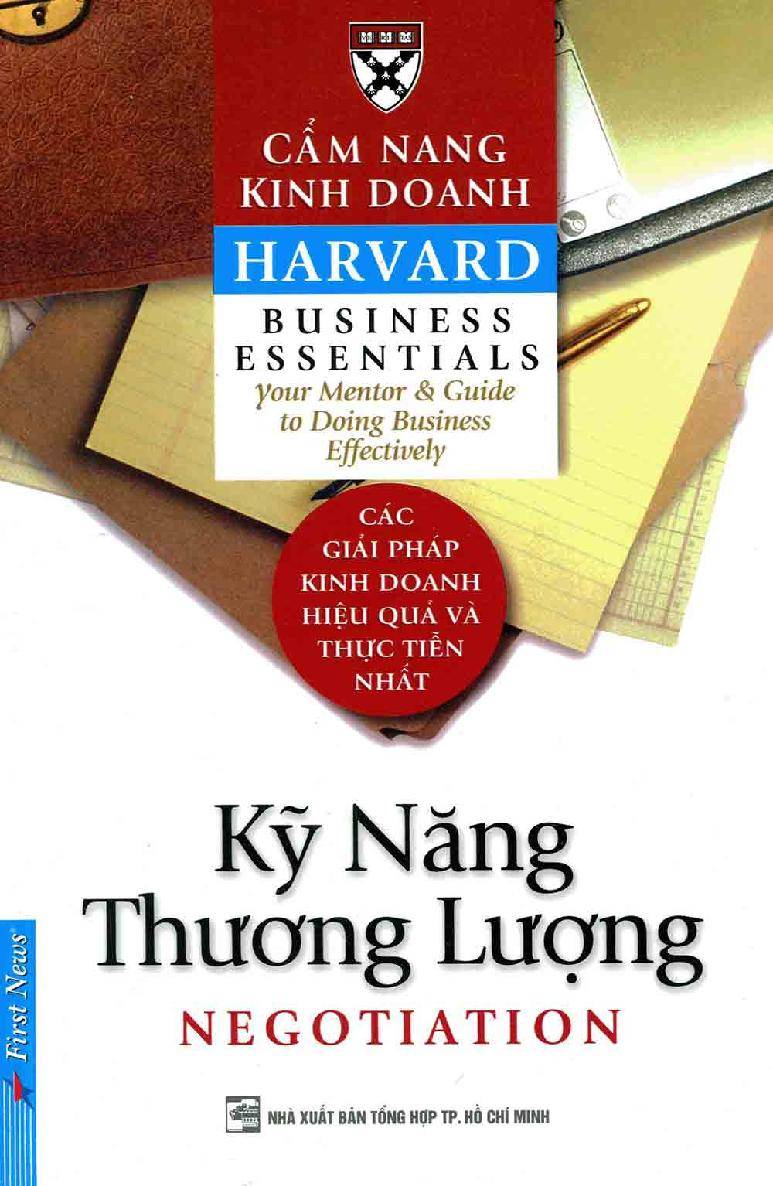 CẨM NANG
KINH DOANH
HARVARD
BUSINESS
ESSENTIALS
Your Mentor & Guide
to Doing Business
Effectively
CÁC
GIẢI PHÁP
KINH DOANH
HIỆU QUẢ VÀ
THỰC TIỄN
NHẤT
Kỹ Năng
Thương Lượng
NEGOTIATION
First News
NHÀ XUẤT BẢN TỔNG HỢP TP. HỒ CHÍ MINH